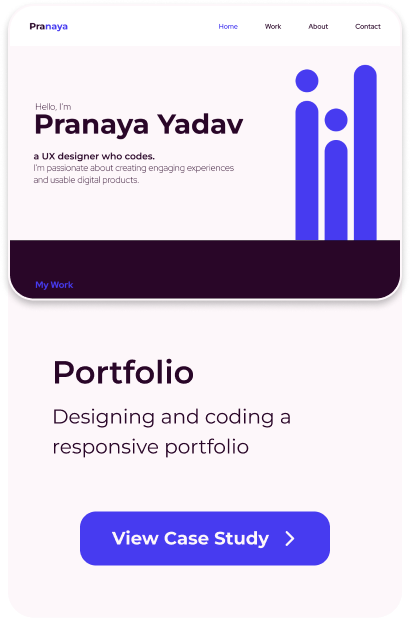 Pranaya
Home Work About Contact
Hello, I'm
Pranaya Yadav
a UX designer who codes.
I'm passionate about creating engaging experiences
and usable digital products.
My Work
Portfolio
Designing and coding a
responsive portfolio
View Case Study